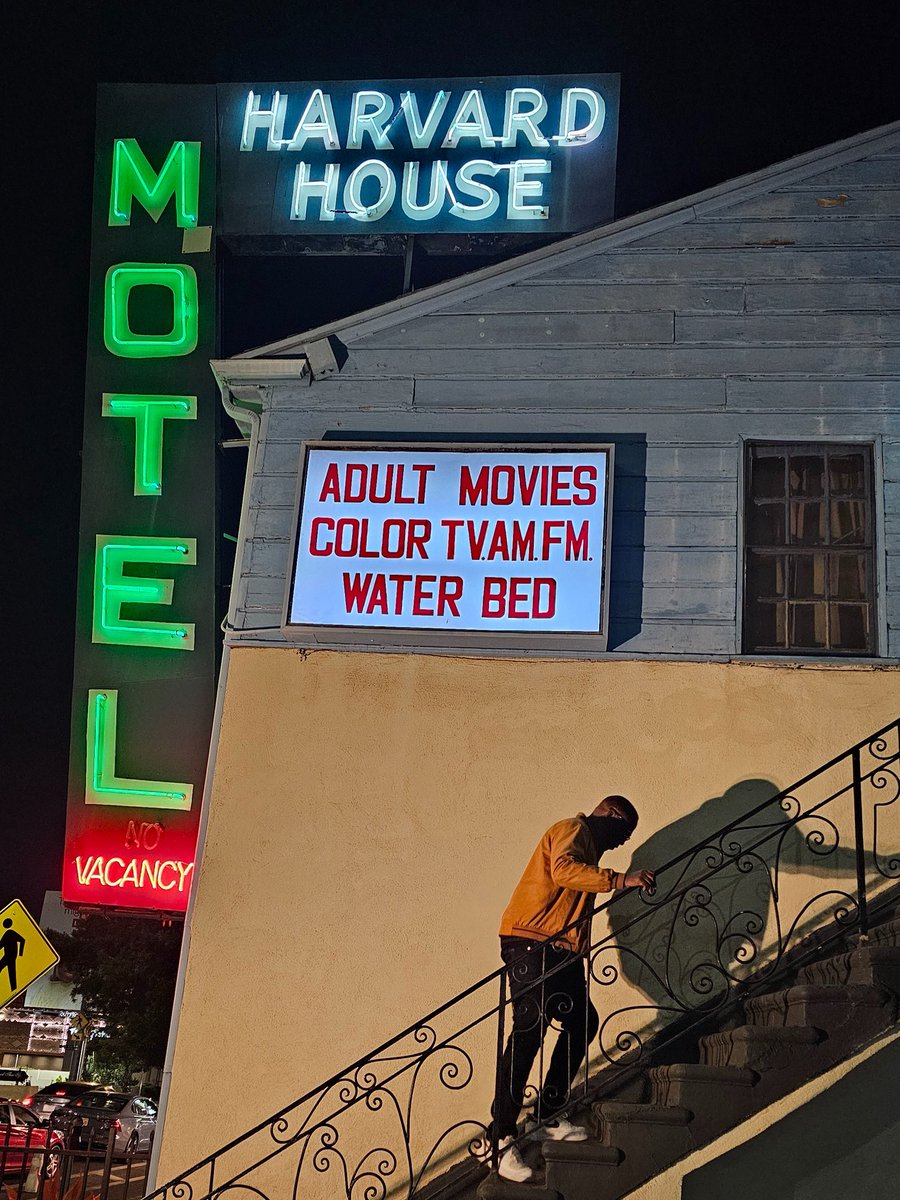 HARVARD
HOUSE
MOTEL
NO
VACANCY
ADULT MOVIES
COLOR TV.AM.FM.
WATER BED